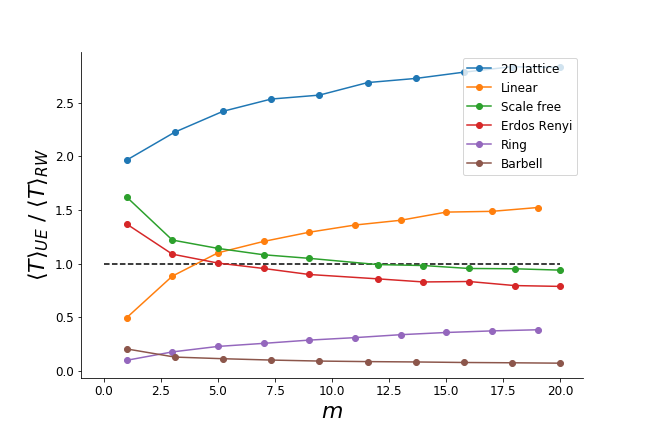 ⟨T⟩UE / ⟨T⟩RW
2.5
2.0
1.5
1.0
0.5
0.0
2D lattice
Linear
Scale free
Erdos Renyi
Ring
Barbell
0.0 2.5 5.0 7.5 10.0 12.5 15.0 17.5 20.0
m